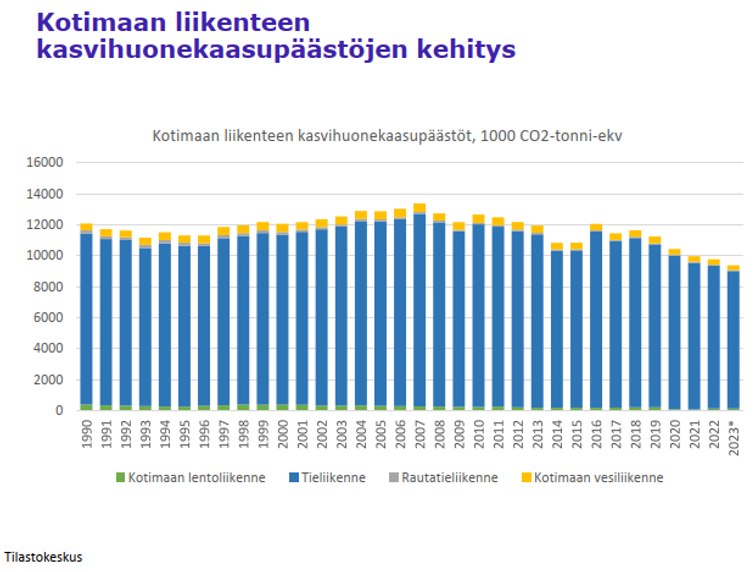 Kotimaan liikenteen
kasvihuonekaasupäästöjen kehitys
Kotimaan liikenteen kasvihuonekaasupäästöt, 1000 CO2-tonni-ekv
16000
14000
12000
10000
8000
6000
4000
2000
0
1990 1991 1992 1993 1994 1995 1996 1997 1998 1999 2000 2001 2002 2003 2004 2005 2006 2007 2008 2009 2010 2011 2012 2013 2014 2015 2016 2017 2018 2019 2020 2021 2022 2023*
Kotimaan lentoliikenne Tieliikenne Rautatieliikenne Kotimaan vesiliikenne
Tilastokeskus